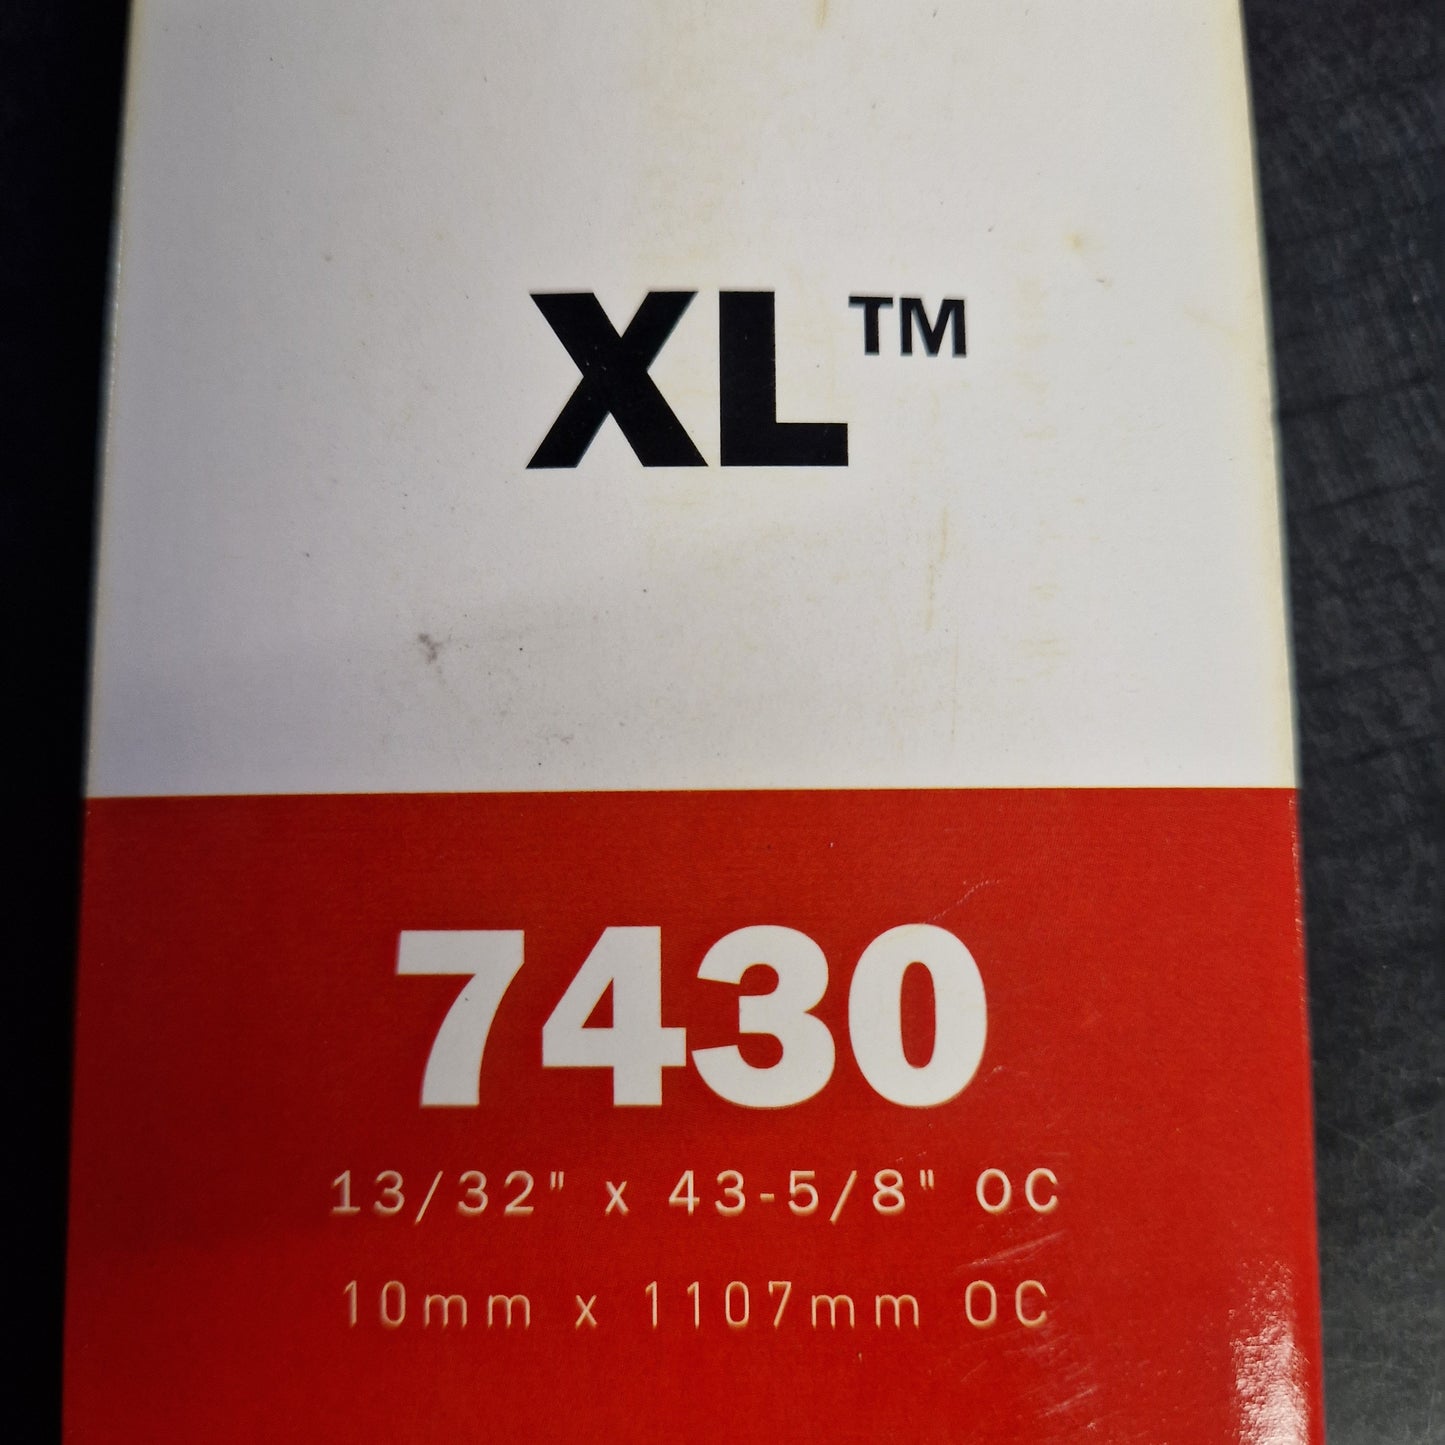 XL™
7430
13/32" x 43-5/8" OC
10mm x 1107mm OC